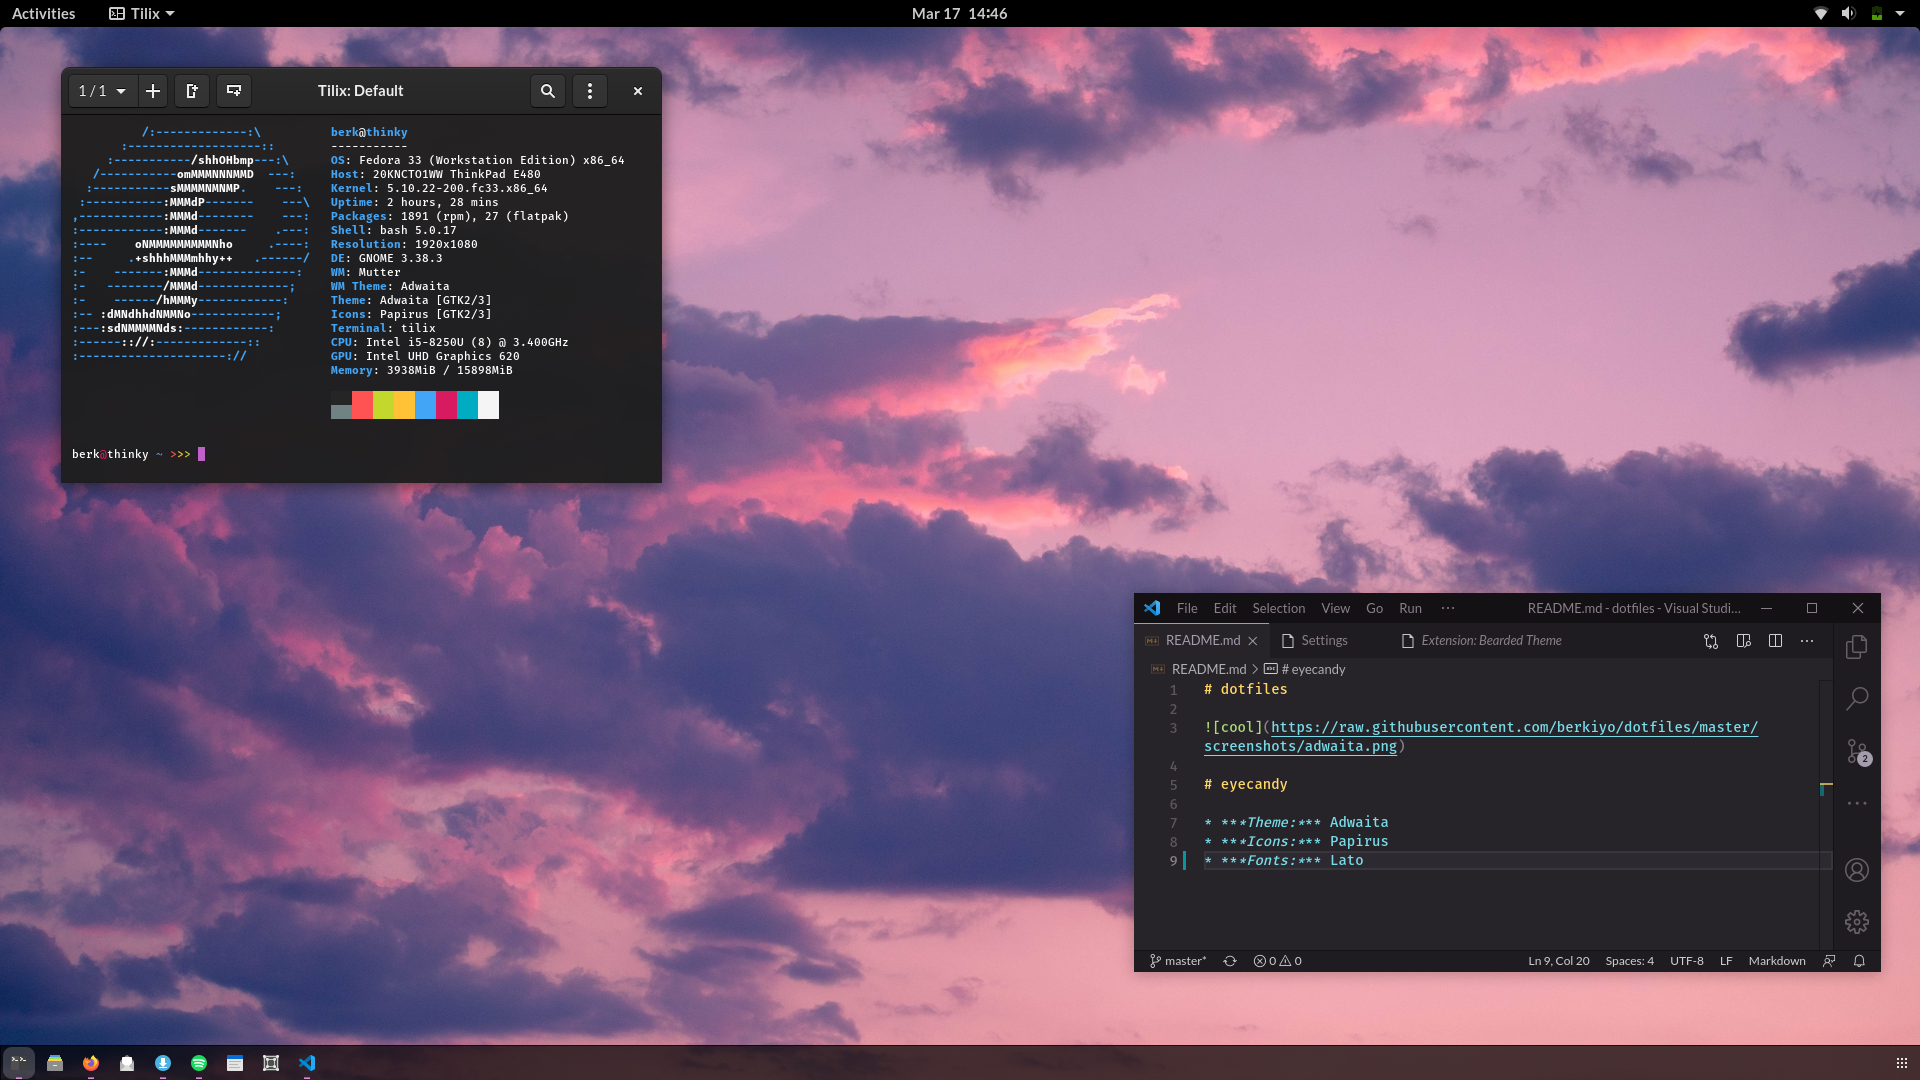 Activities Tilix Mar 17 14:46
1 / 1 Tilix: Default
/:-------------:\ berk@thinky
:-------------------:: -----------
:-----------/shhOHbmp---:\ OS: Fedora 33 (Workstation Edition) x86_64
/-----------omMMMNNNMMD ---: Host: 20KNCTO1WW ThinkPad E480
:-----------sMMMMNMNMP. ---: Kernel: 5.10.22-200.fc33.x86_64
:-----------:MMMdP------- ---\ Uptime: 2 hours, 28 mins
,------------:MMMd-------- ---: Packages: 1891 (rpm), 27 (flatpak)
:------------:MMMd------- .---: Shell: bash 5.0.17
:---- oNMMMMMMMMMNho .----: Resolution: 1920x1080
:-- .+shhhMMMmhhy++ .------/ DE: GNOME 3.38.3
:- -------:MMMd--------------: WM: Mutter
:- --------/MMMd-------------; WM Theme: Adwaita
:- ------/hMMMy------------: Theme: Adwaita [GTK2/3]
:-- :dMNdhhdNMMNo------------; Icons: Papirus [GTK2/3]
:---:sdNMMMMNds:------------: Terminal: tilix
:------:://:-------------:: CPU: Intel i5-8250U (8) @ 3.400GHz
:---------------------:// GPU: Intel UHD Graphics 620
Memory: 3938MiB / 15898MiB
berk@thinky ~ >>>
File Edit Selection View Go Run ··· README.md - dotfiles - Visual Studi...
README.md Settings Extension: Bearded Theme
README.md > # eyecandy
1 # dotfiles
2
3 ![cool](https://raw.githubusercontent.com/berkiyo/dotfiles/master/
screenshots/adwaita.png)
4
5 # eyecandy
6
7 * ***Theme:*** Adwaita
8 * ***Icons:*** Papirus
9 * ***Fonts:*** Lato
2
master* 0 0 Ln 9, Col 20 Spaces: 4 UTF-8 LF Markdown